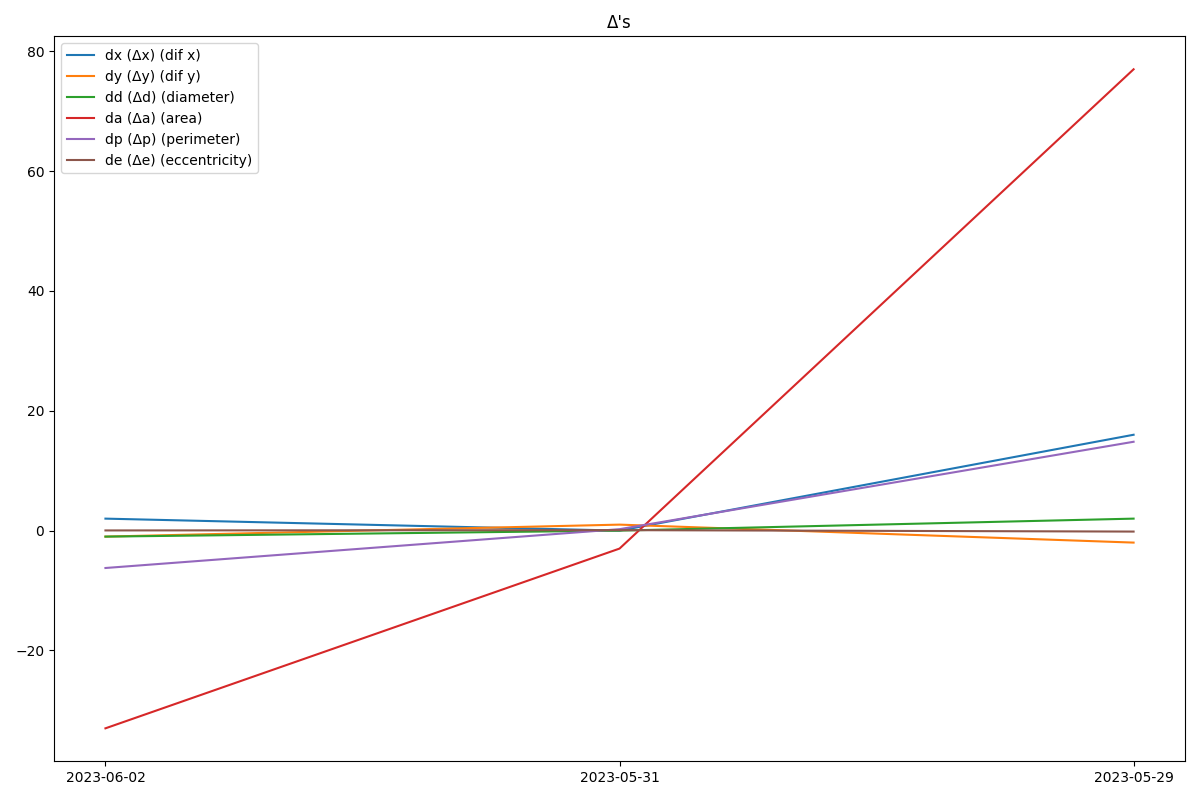 Δ's
dx (Δx) (dif x)
dy (Δy) (dif y)
dd (Δd) (diameter)
da (Δa) (area)
dp (Δp) (perimeter)
de (Δe) (eccentricity)
80
60
40
20
0
−20
2023-06-02 2023-05-31 2023-05-29